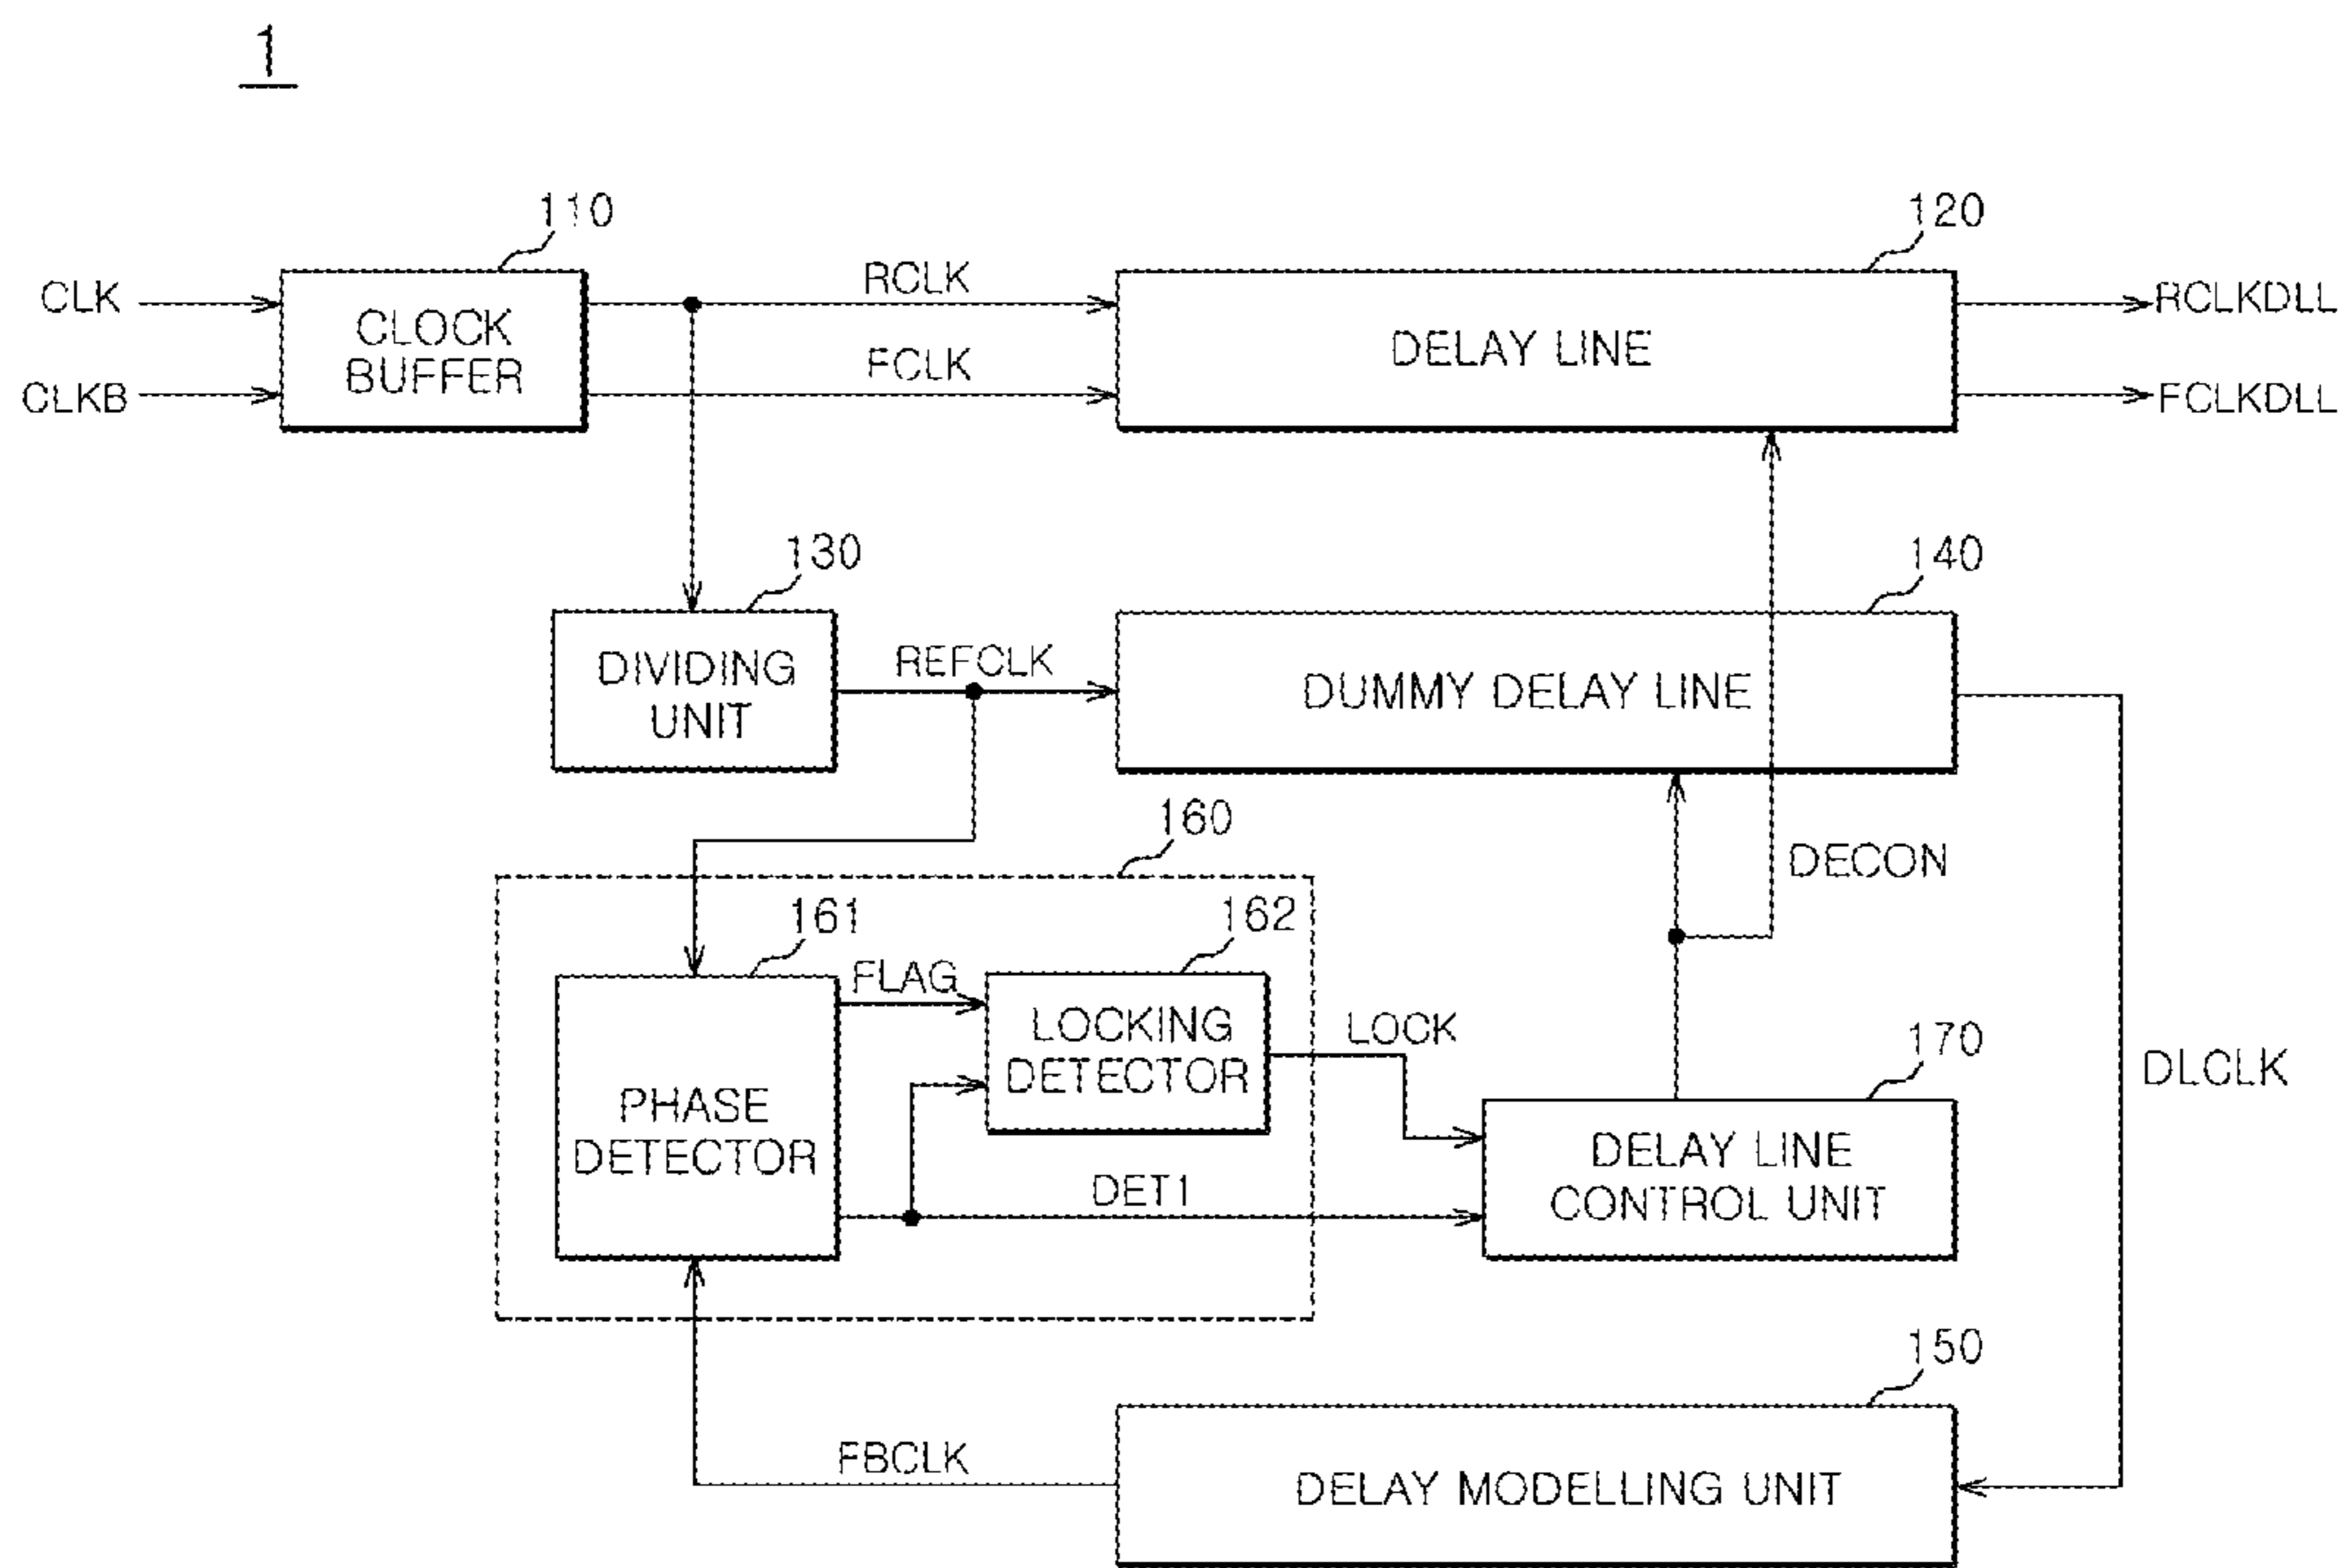 1
110
120
CLK
CLKB
CLOCK
BUFFER
RCLK
FCLK
DELAY LINE
RCLKDLL
FCLKDLL
130
140
DIVIDING
UNIT
REFCLK
DUMMY DELAY LINE
160
DECON
161
162
FLAG
LOCKING
DETECTOR
LOCK
170
DLCLK
PHASE
DETECTOR
DET1
DELAY LINE
CONTROL UNIT
150
FBCLK
DELAY MODELLING UNIT